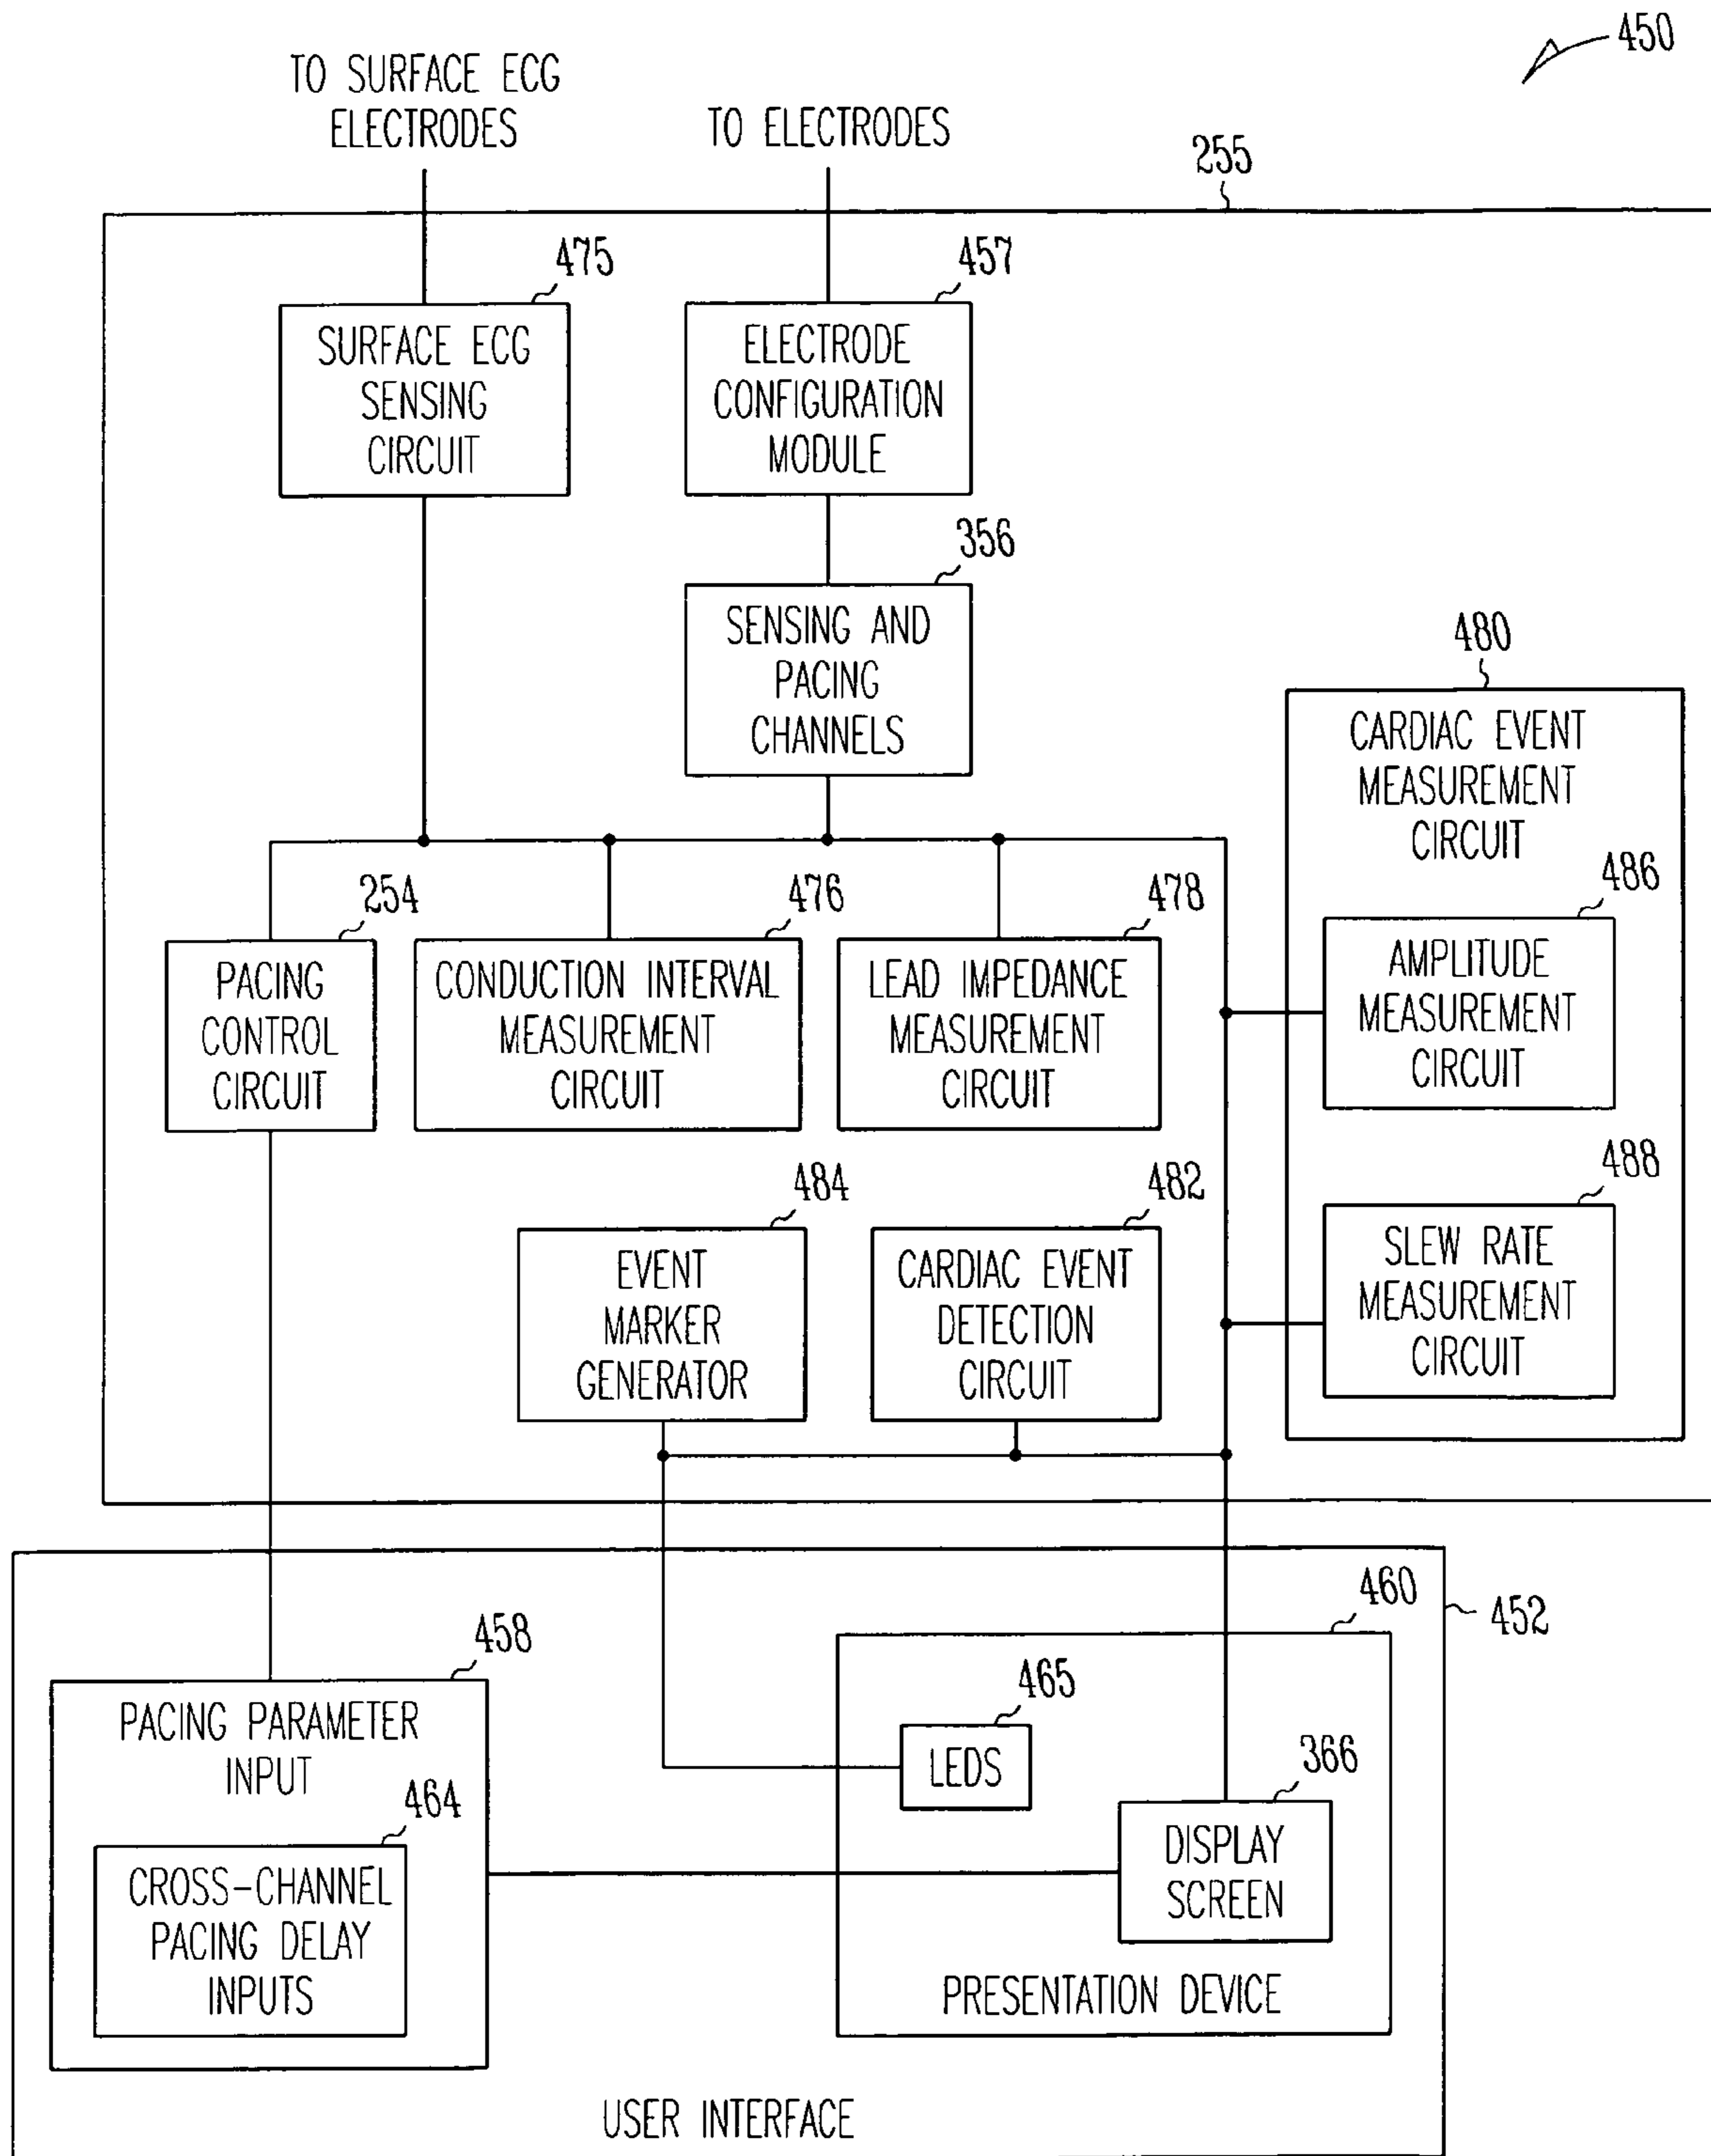 450
TO SURFACE ECG
ELECTRODES
TO ELECTRODES
255
475
SURFACE ECG
SENSING
CIRCUIT
457
ELECTRODE
CONFIGURATION
MODULE
356
SENSING AND
PACING
CHANNELS
480
CARDIAC EVENT
MEASUREMENT
CIRCUIT
486
AMPLITUDE
MEASUREMENT
CIRCUIT
488
SLEW RATE
MEASUREMENT
CIRCUIT
254
PACING
CONTROL
CIRCUIT
476
CONDUCTION INTERVAL
MEASUREMENT
CIRCUIT
478
LEAD IMPEDANCE
MEASUREMENT
CIRCUIT
484
EVENT
MARKER
GENERATOR
482
CARDIAC EVENT
DETECTION
CIRCUIT
452
458
PACING PARAMETER
INPUT
464
CROSS-CHANNEL
PACING DELAY
INPUTS
460
465
LEDS
366
DISPLAY
SCREEN
PRESENTATION DEVICE
USER INTERFACE